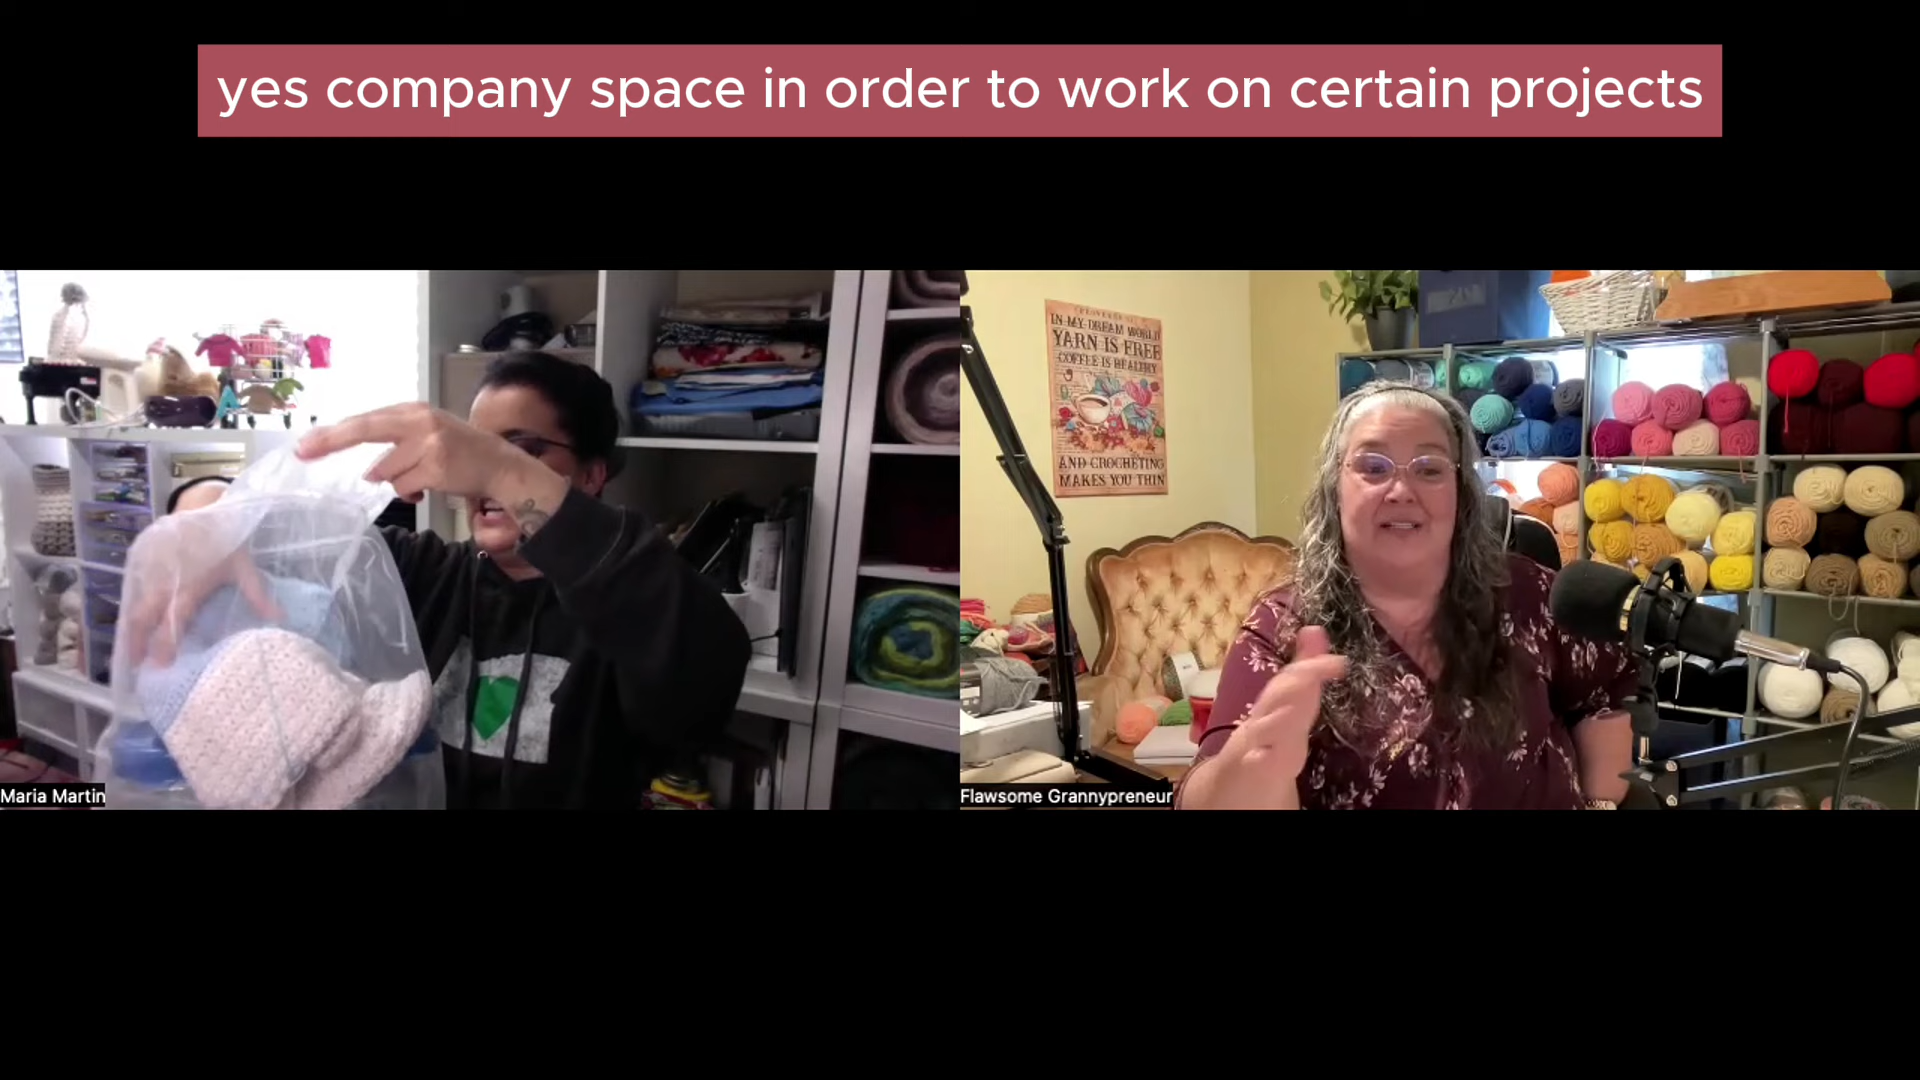 yes company space in order to work on certain projects
IN MY DREAM WORLD
YARN IS FREE
COFFEE IS HEALTHY
AND CROCHETING
MAKES YOU THIN
Maria Martin
Flawsome Grannypreneur